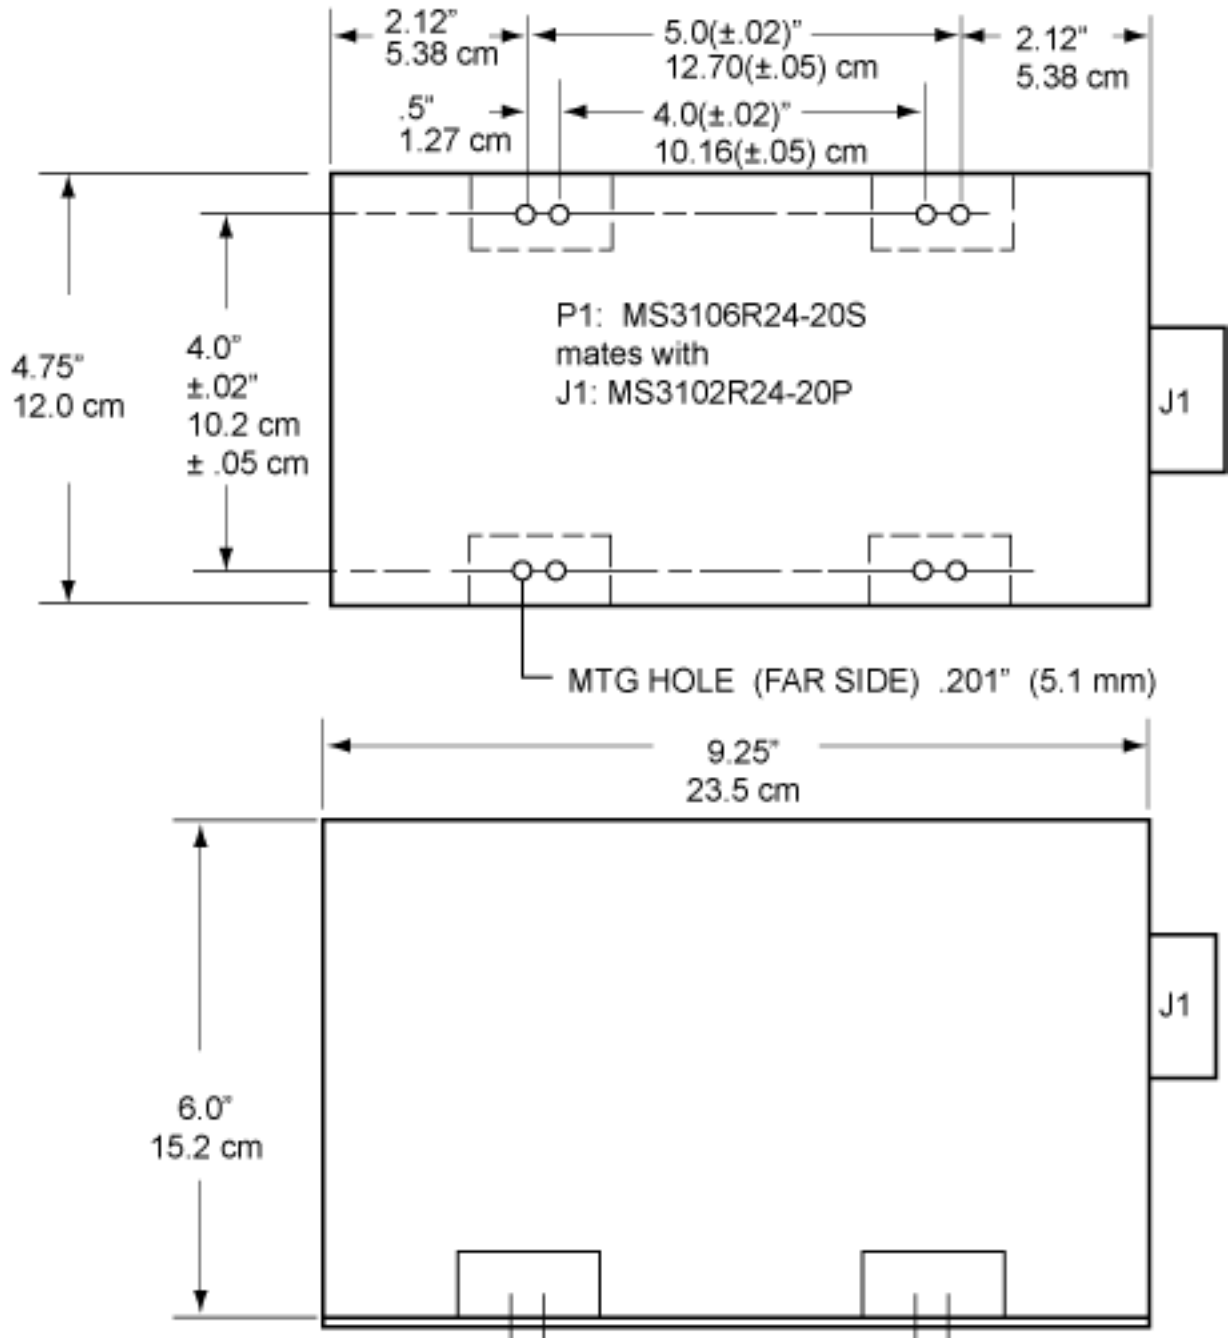 2.12”
5.38 cm
5.0(±.02)”
12.70(±.05) cm
2.12"
5.38 cm
.5"
1.27 cm
4.0(±.02)”
10.16(±.05) cm
4.75”
12.0 cm
4.0”
±.02”
10.2 cm
± .05 cm
P1: MS3106R24-20S
mates with
J1: MS3102R24-20P
J1
MTG HOLE (FAR SIDE) .201” (5.1 mm)
9.25”
23.5 cm
J1
6.0”
15.2 cm